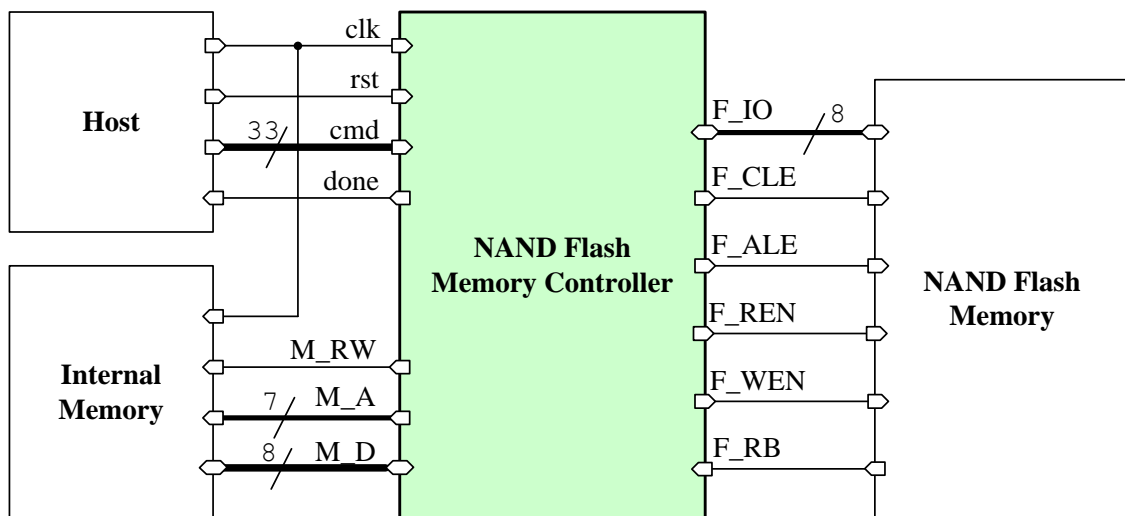 clk
rst
Host
33
cmd
done
Internal
Memory
M_RW
7
M_A
8
M_D
NAND Flash
Memory Controller
F_IO
8
F_CLE
F_ALE
F_REN
F_WEN
F_RB
NAND Flash
Memory